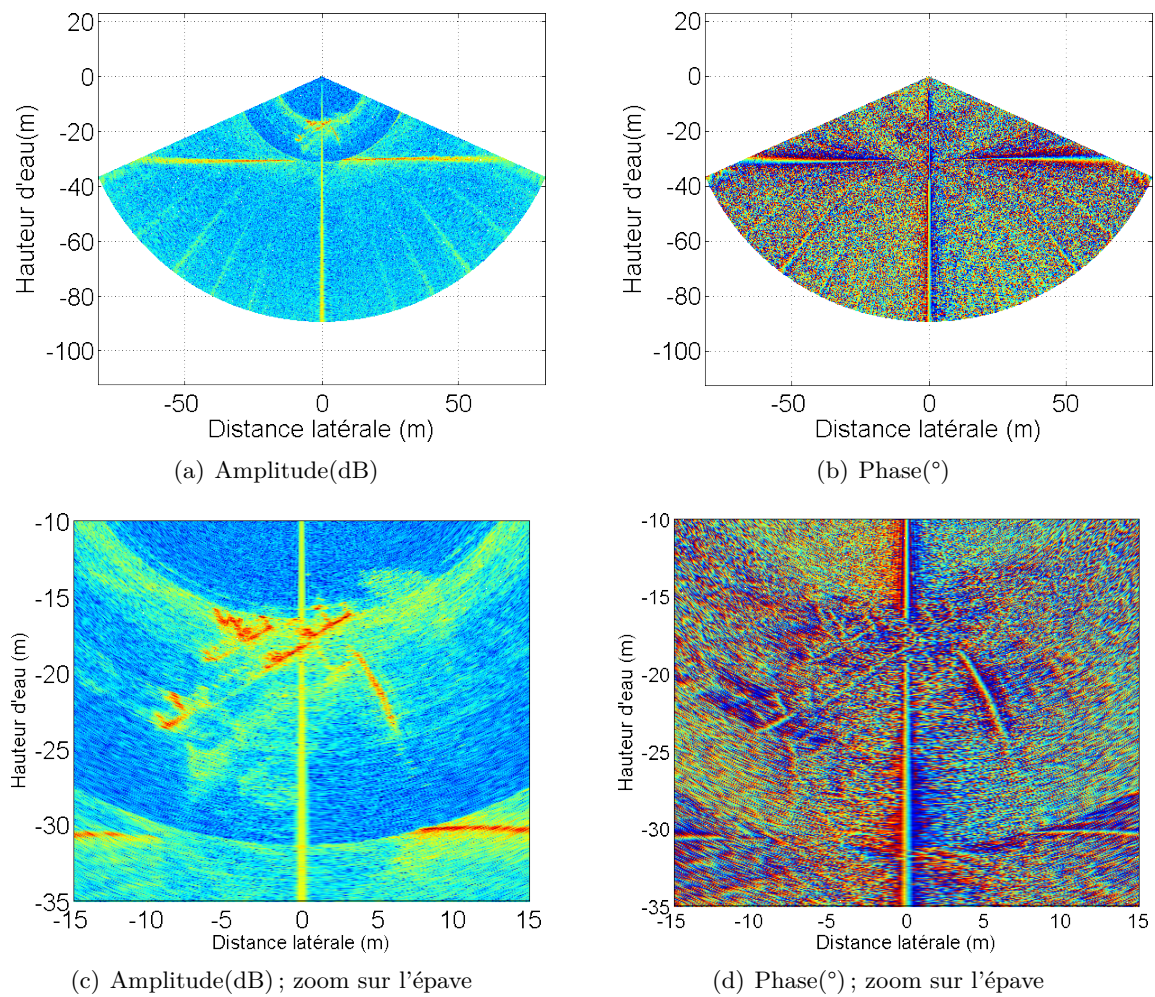 20
0
-20
-40
-60
-80
-100
Hauteur d'eau(m)
-50 0 50
Distance latérale (m)
(a) Amplitude(dB)
20
0
-20
-40
-60
-80
-100
Hauteur d'eau(m)
-50 0 50
Distance latérale (m)
(b) Phase(°)
-10
-15
-20
-25
-30
-35
Hauteur d'eau (m)
-15 -10 -5 0 5 10 15
Distance latérale (m)
(c) Amplitude(dB) ; zoom sur l'épave
-10
-15
-20
-25
-30
-35
Hauteur d'eau (m)
-15 -10 -5 0 5 10 15
Distance latérale (m)
(d) Phase(°) ; zoom sur l'épave